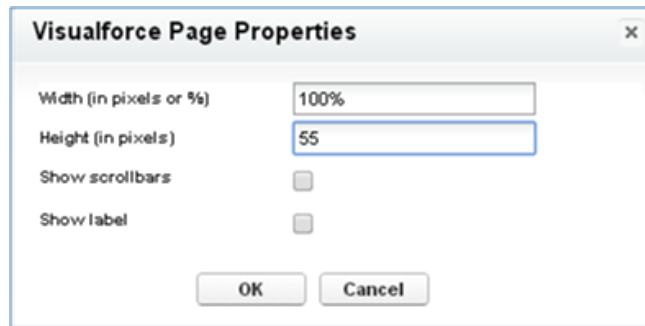 Visualforce Page Properties
Width (in pixels or %) 100%
Height (in pixels) 55
Show scrollbars
Show label
OK Cancel